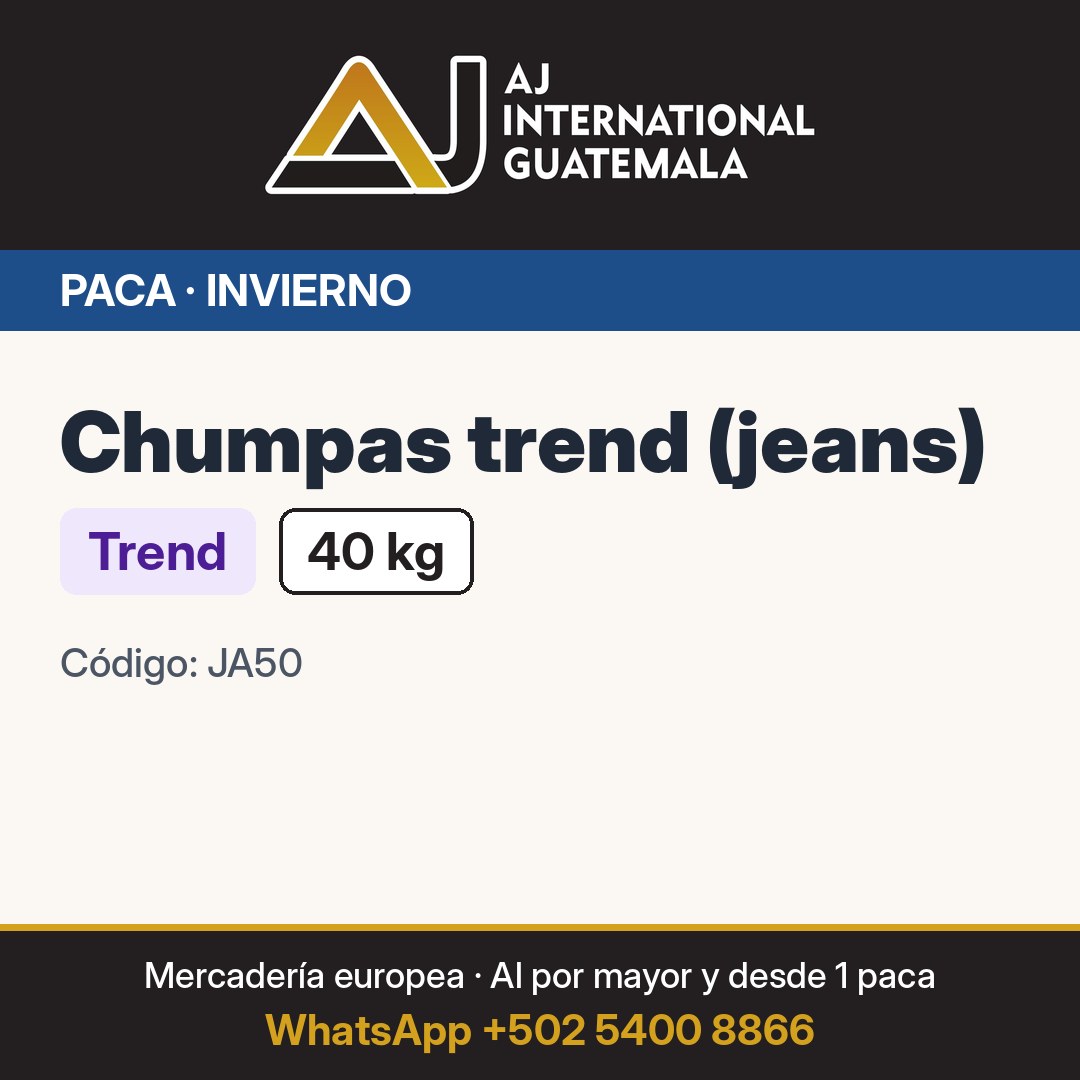 AJ
INTERNATIONAL
GUATEMALA
PACA · INVIERNO
Chumpas trend (jeans)
Trend
40 kg
Código: JA50
Mercadería europea · Al por mayor y desde 1 paca
WhatsApp +502 5400 8866